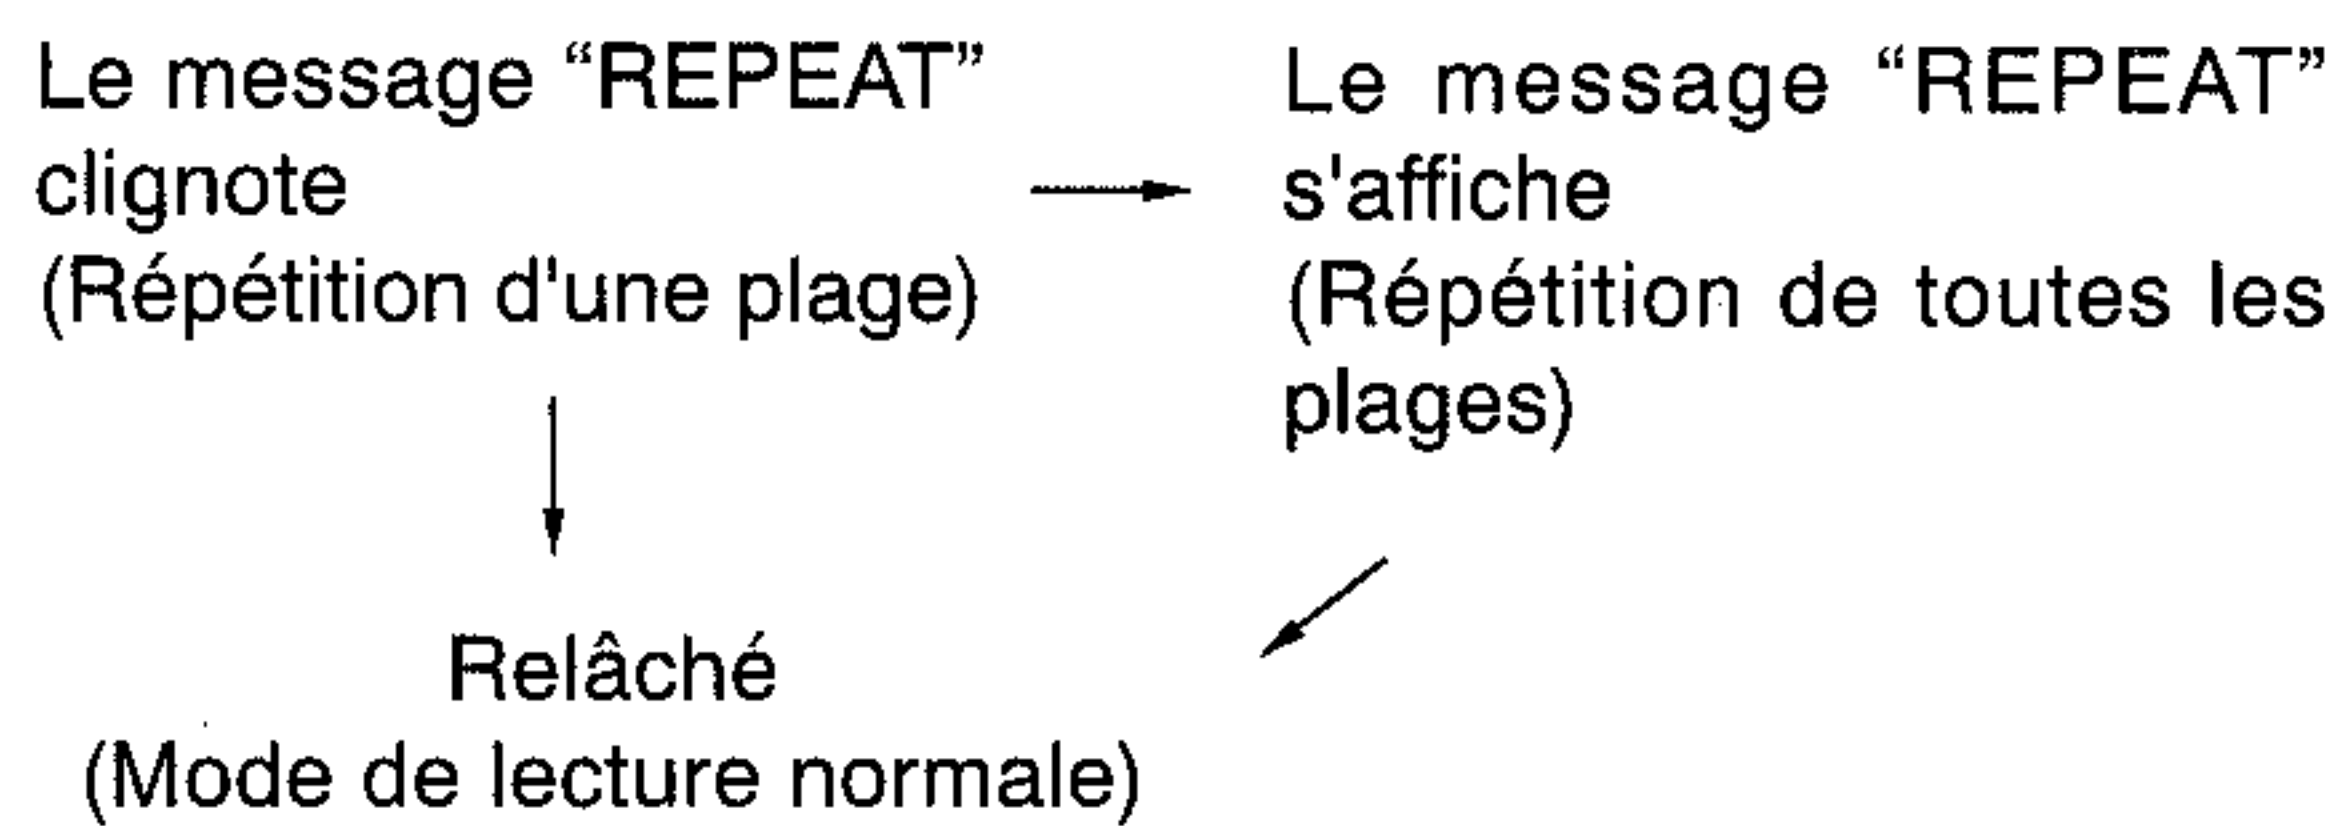 Le message “REPEAT”
clignote
(Répétition d'une plage)
Le message “REPEAT”
s'affiche
(Répétition de toutes les
plages)
Relâché
(Mode de lecture normale)